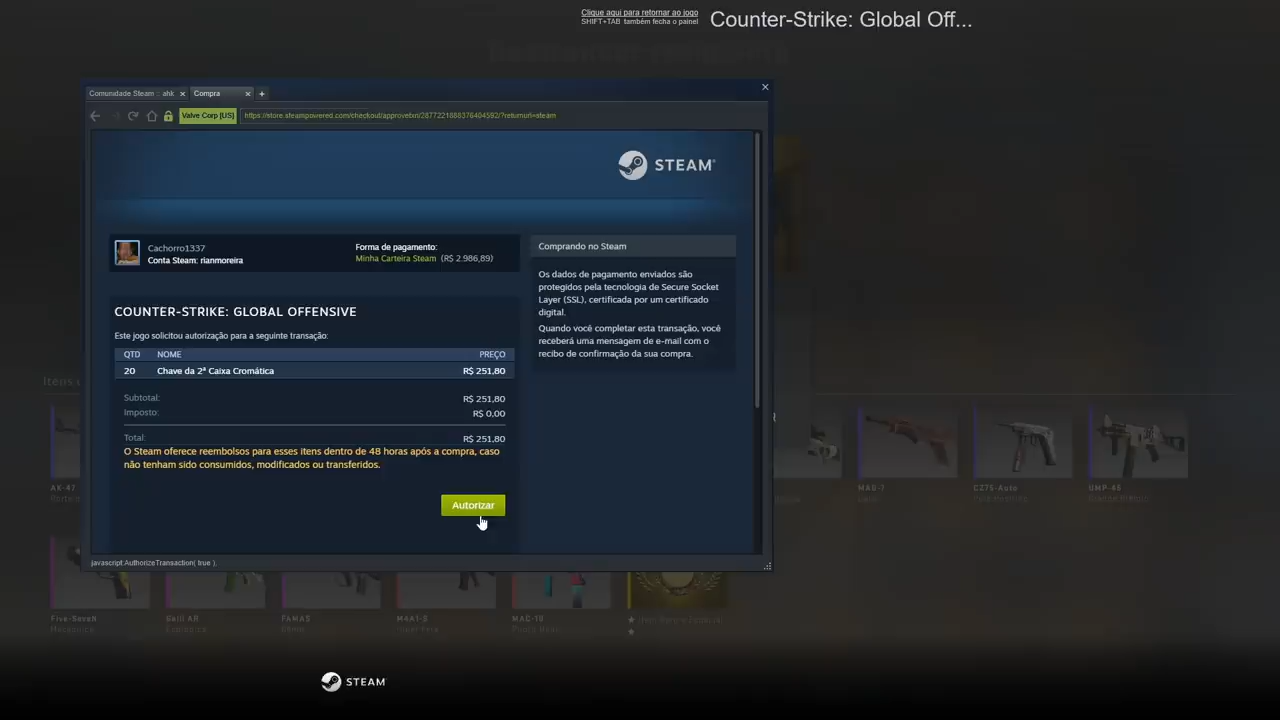 Clique aqui para retornar ao jogo
SHIFT+TAB também fecha o painel
Counter-Strike: Global Off...
Comunidade Steam :: ahk
Compra
Valve Corp [US]
https://store.steampowered.com/checkout/approvetxn/2877221888376404592/?returnurl=steam
STEAM®
Cachorro1337
Conta Steam: rianmoreira
Forma de pagamento:
Minha Carteira Steam (R$ 2.986,89)
Comprando no Steam
Os dados de pagamento enviados são
protegidos pela tecnologia de Secure Socket
Layer (SSL), certificada por um certificado
digital.
Quando você completar esta transação, você
receberá uma mensagem de e-mail com o
recibo de confirmação da sua compra.
COUNTER-STRIKE: GLOBAL OFFENSIVE
Este jogo solicitou autorização para a seguinte transação:
QTD NOME PREÇO
20 Chave da 2ª Caixa Cromática R$ 251,80
Subtotal: R$ 251,80
Imposto: R$ 0,00
Total: R$ 251,80
O Steam oferece reembolsos para esses itens dentro de 48 horas após a compra, caso
não tenham sido consumidos, modificados ou transferidos.
Autorizar
javascript:AuthorizeTransaction( true );
Itens
AK-47
MAG-7
CZ75-Auto
UMP-45
Five-SeveN
Galil AR
FAMAS
M4A1-S
MAC-10
STEAM